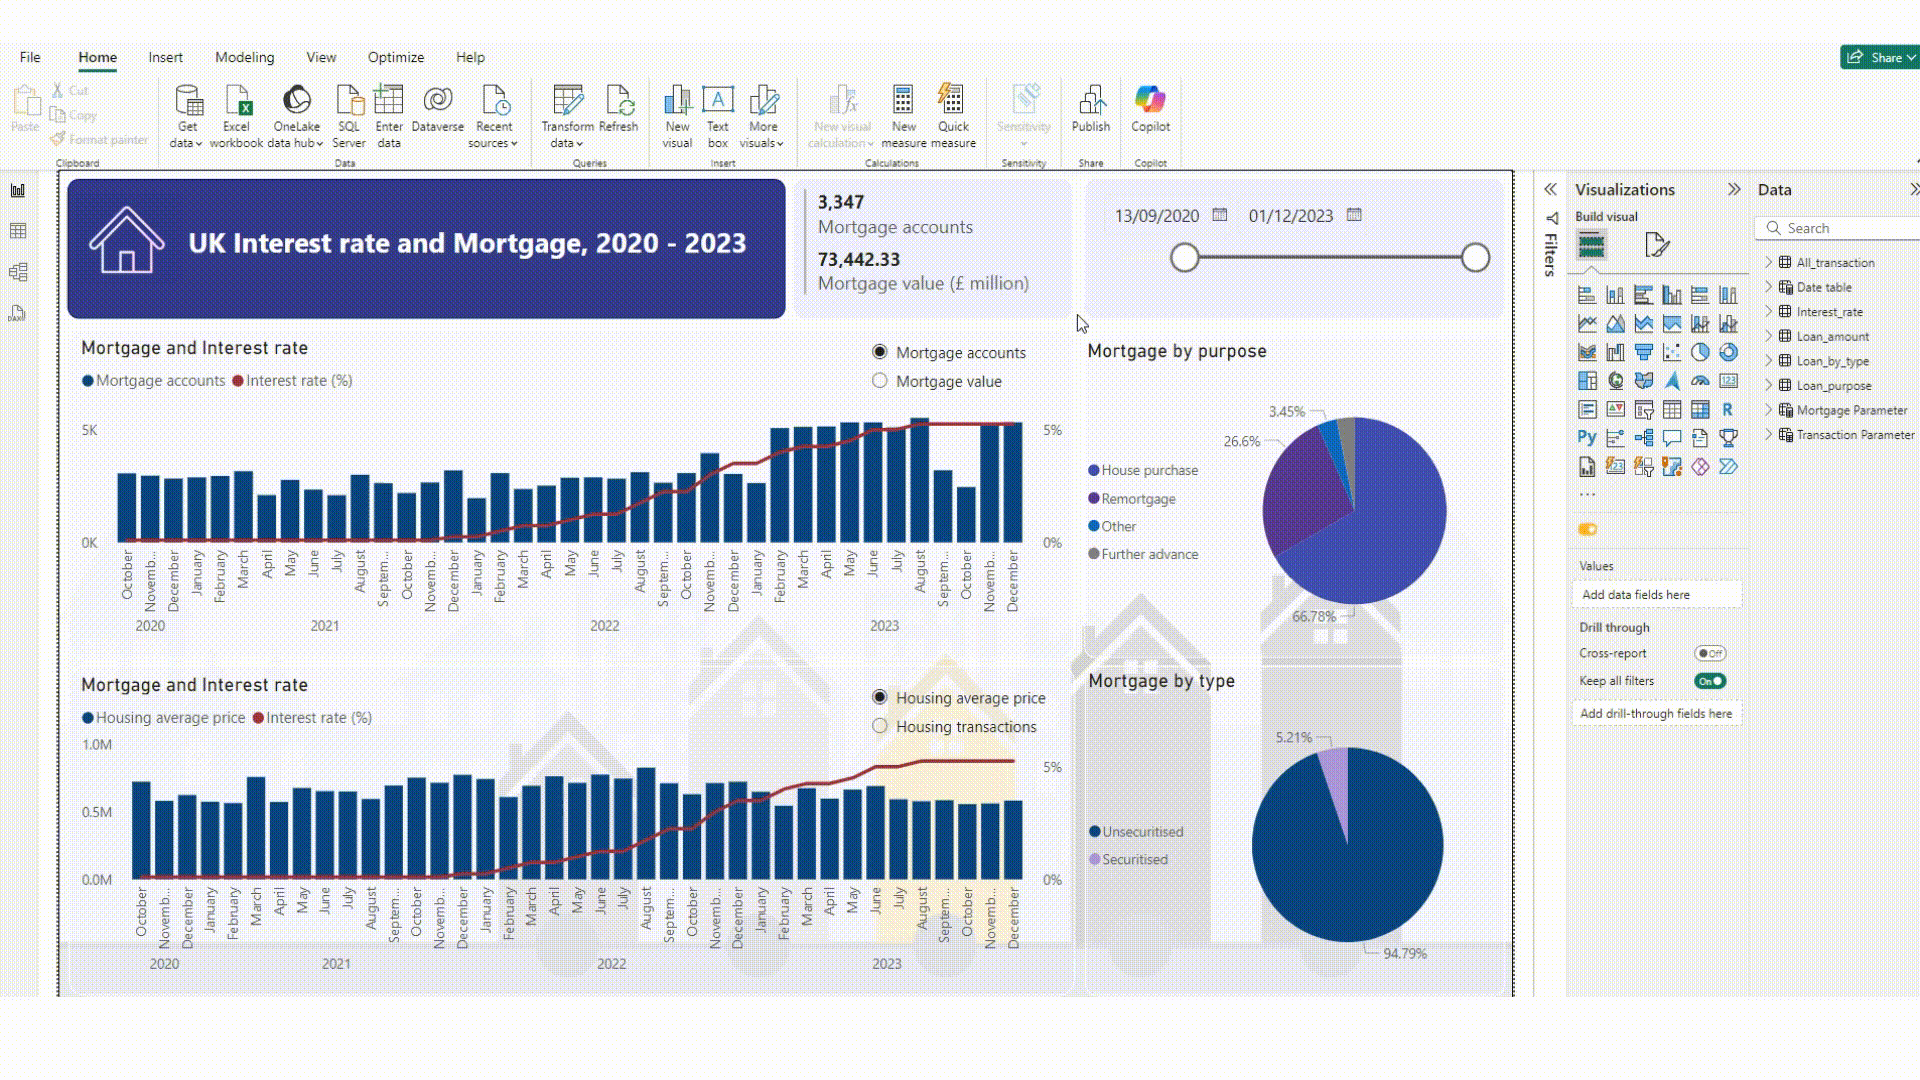 File Home Insert Modeling View Optimize Help
Share
Paste
Cut
Copy
Format painter
Get data
Excel workbook
OneLake data hub
SQL Server
Enter data
Dataverse
Recent sources
Transform data
Refresh
New visual
Text box
More visuals
New visual calculation
New measure
Quick measure
Sensitivity
Publish
Copilot
Clipboard Data Queries Insert Calculations Sensitivity Share Copilot
UK Interest rate and Mortgage, 2020 - 2023
3,347
Mortgage accounts
73,442.33
Mortgage value (£ million)
13/09/2020 01/12/2023
Mortgage and Interest rate
Mortgage accounts Interest rate (%)
Mortgage accounts
Mortgage value
5K
0K
5%
0%
October Novemb... December January February March April May June July August Septem... October Novemb... December January February March April May June July August Septem... October Novemb... December January February March April May June July August Septem... October Novemb... December
2020 2021 2022 2023
Mortgage by purpose
House purchase
Remortgage
Other
Further advance
3.45%
26.6%
66.78%
Mortgage and Interest rate
Housing average price Interest rate (%)
Housing average price
Housing transactions
1.0M
0.5M
0.0M
5%
0%
October Novemb... December January February March April May June July August Septem... October Novemb... December January February March April May June July August Septem... October Novemb... December January February March April May June July August Septem... October Novemb... December
2020 2021 2022 2023
Mortgage by type
Unsecuritised
Securitised
5.21%
94.79%
Filters
Visualizations
Build visual
123
R
Py
123
...
Values
Add data fields here
Drill through
Cross-report Off
Keep all filters On
Add drill-through fields here
Data
Search
All_transaction
Date table
Interest_rate
Loan_amount
Loan_by_type
Loan_purpose
Mortgage Parameter
Transaction Parameter